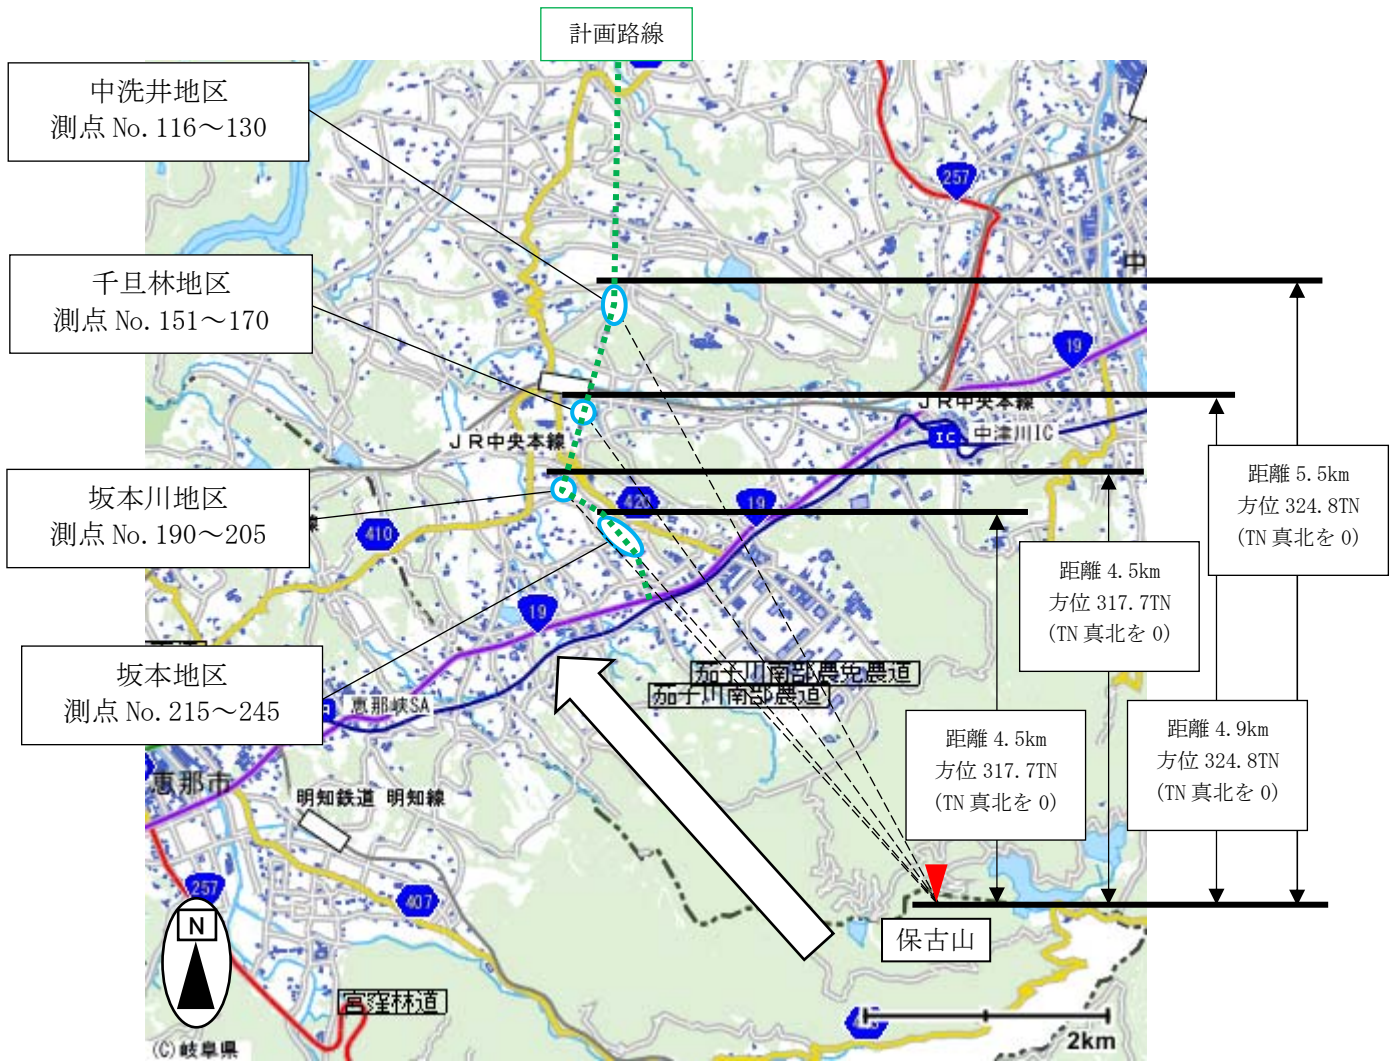 計画路線
中洗井地区
測点 No.116～130
257
千旦林地区
測点 No.151～170
中
19
JR中央本線
中津川IC
IC
JR中央本線
距離 5.5km
方位 324.8TN
(TN 真北を 0)
坂本川地区
測点 No.190～205
410
19
距離 4.5km
方位 317.7TN
(TN 真北を 0)
19
坂本地区
測点 No.215～245
茄子川南部農免農道
茄子川南部農道
恵那峡SA
距離 4.5km
方位 317.7TN
(TN 真北を 0)
距離 4.9km
方位 324.8TN
(TN 真北を 0)
恵那市
明知鉄道 明知線
257
407
N
保古山
宮窪林道
2km
(C)岐阜県